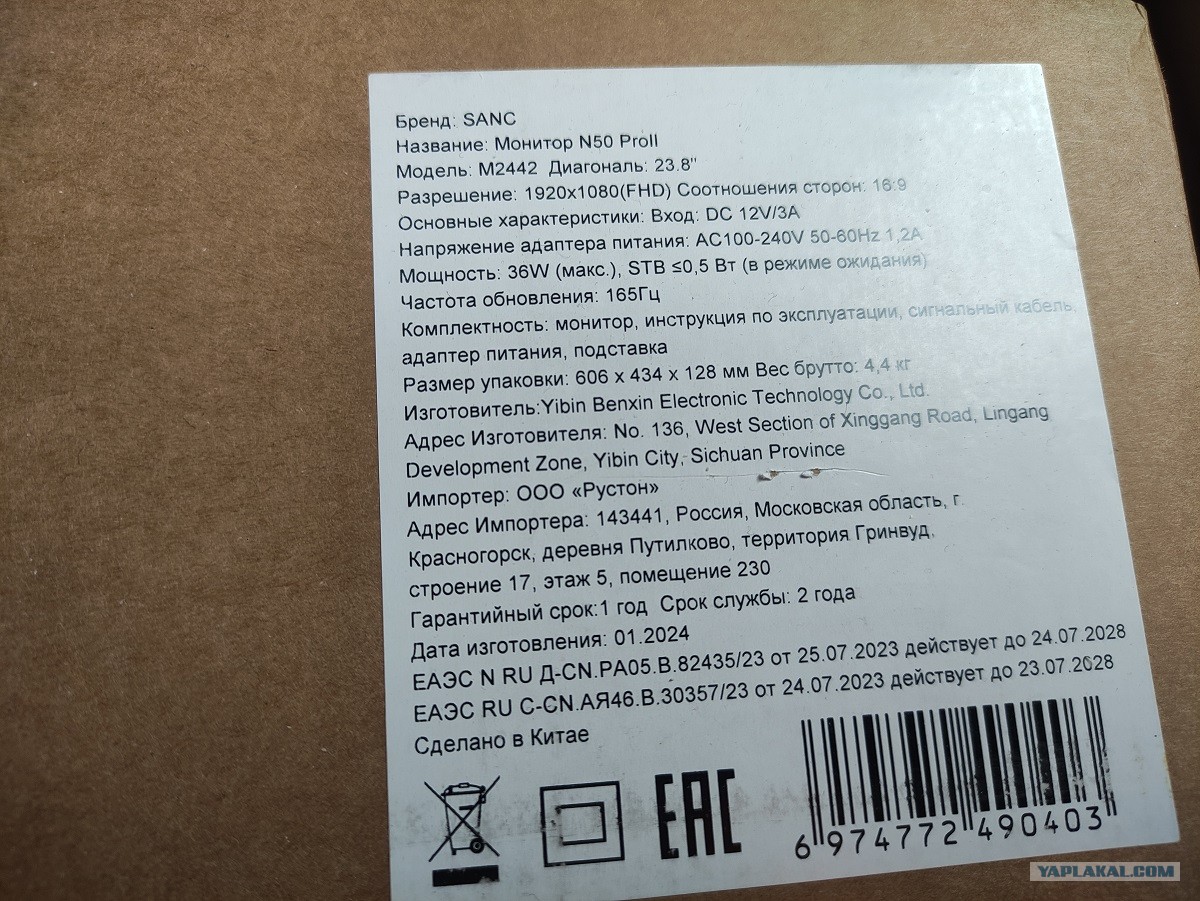 Бренд: SANC
Название: Монитор N50 ProII
Модель: M2442 Диагональ: 23.8"
Разрешение: 1920x1080(FHD) Соотношения сторон: 16:9
Основные характеристики: Вход: DC 12V/3A
Напряжение адаптера питания: AC100-240V 50-60Hz 1,2A
Мощность: 36W (макс.), STB ≤0,5 Вт (в режиме ожидания)
Частота обновления: 165Гц
Комплектность: монитор, инструкция по эксплуатации, сигнальный кабель,
адаптер питания, подставка
Размер упаковки: 606 x 434 x 128 мм Вес брутто: 4,4 кг
Изготовитель:Yibin Benxin Electronic Technology Co., Ltd.
Адрес Изготовителя: No. 136, West Section of Xinggang Road, Lingang
Development Zone, Yibin City, Sichuan Province
Импортер: ООО «Рустон»
Адрес Импортера: 143441, Россия, Московская область, г.
Красногорск, деревня Путилково, территория Гринвуд,
строение 17, этаж 5, помещение 230
Гарантийный срок:1 год Срок службы: 2 года
Дата изготовления: 01.2024
ЕАЭС N RU Д-CN.РА05.В.82435/23 от 25.07.2023 действует до 24.07.2028
ЕАЭС RU С-CN.АЯ46.В.30357/23 от 24.07.2023 действует до 23.07.2028
Сделано в Китае
EAC
6 974772 490403
YAPLAKAL.COM